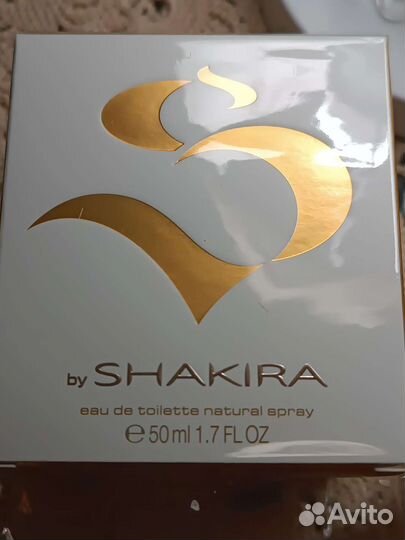 by SHAKIRA
eau de toilette natural spray
℮50ml 1.7 FL OZ
Avito